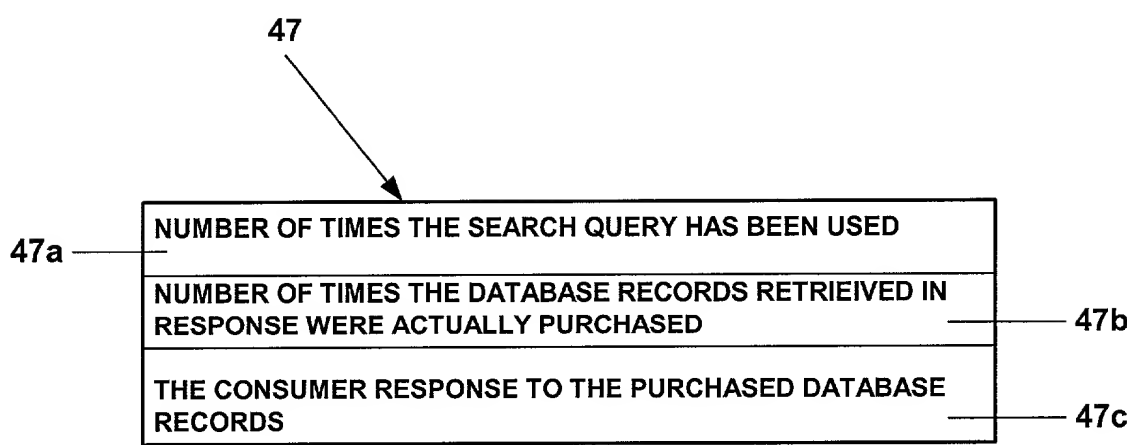 47
NUMBER OF TIMES THE SEARCH QUERY HAS BEEN USED
47a
NUMBER OF TIMES THE DATABASE RECORDS RETRIEIVED IN
RESPONSE WERE ACTUALLY PURCHASED
47b
THE CONSUMER RESPONSE TO THE PURCHASED DATABASE
RECORDS
47c